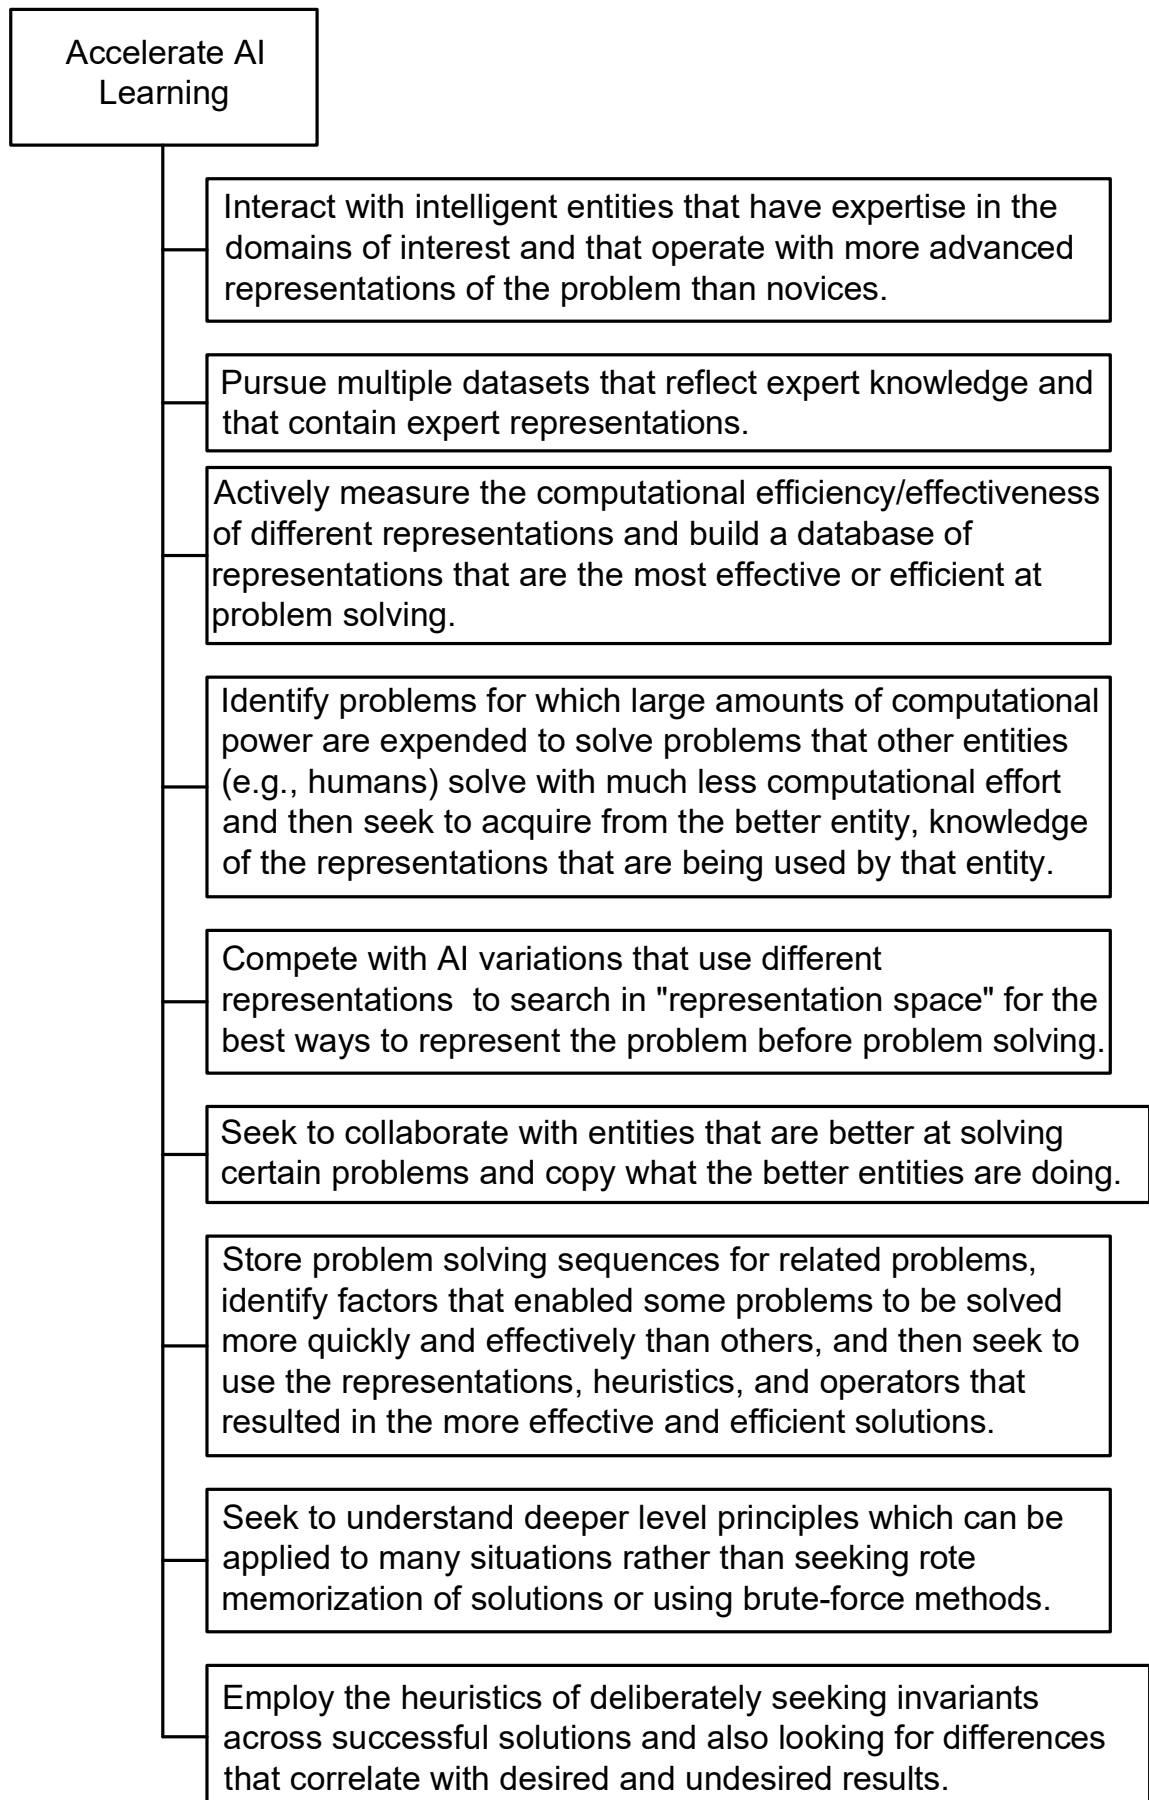 Accelerate AI
Learning
Interact with intelligent entities that have expertise in the
domains of interest and that operate with more advanced
representations of the problem than novices.
Pursue multiple datasets that reflect expert knowledge and
that contain expert representations.
Actively measure the computational efficiency/effectiveness
of different representations and build a database of
representations that are the most effective or efficient at
problem solving.
Identify problems for which large amounts of computational
power are expended to solve problems that other entities
(e.g., humans) solve with much less computational effort
and then seek to acquire from the better entity, knowledge
of the representations that are being used by that entity.
Compete with AI variations that use different
representations  to search in "representation space" for the
best ways to represent the problem before problem solving.
Seek to collaborate with entities that are better at solving
certain problems and copy what the better entities are doing.
Store problem solving sequences for related problems,
identify factors that enabled some problems to be solved
more quickly and effectively than others, and then seek to
use the representations, heuristics, and operators that
resulted in the more effective and efficient solutions.
Seek to understand deeper level principles which can be
applied to many situations rather than seeking rote
memorization of solutions or using brute-force methods.
Employ the heuristics of deliberately seeking invariants
across successful solutions and also looking for differences
that correlate with desired and undesired results.